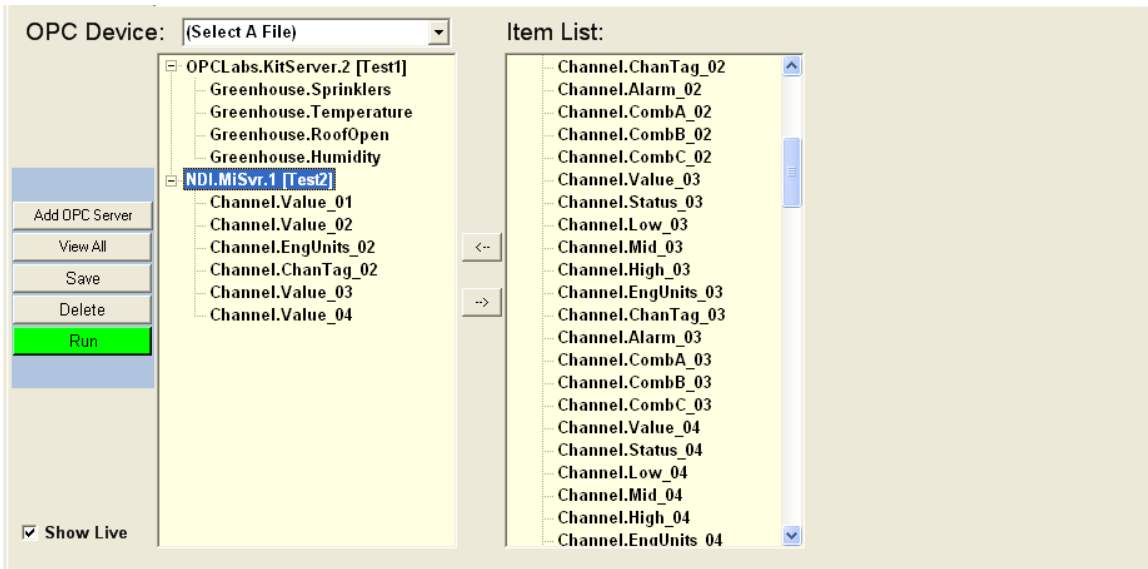 OPC Device:
(Select A File)
Item List:
OPCLabs.KitServer.2 [Test1]
Greenhouse.Sprinklers
Greenhouse.Temperature
Greenhouse.RoofOpen
Greenhouse.Humidity
NDI.MiSvr.1 [Test2]
Channel.Value_01
Channel.Value_02
Channel.EngUnits_02
Channel.ChanTag_02
Channel.Value_03
Channel.Value_04
Add OPC Server
View All
Save
Delete
Run
Show Live
<--
-->
Channel.ChanTag_02
Channel.Alarm_02
Channel.CombA_02
Channel.CombB_02
Channel.CombC_02
Channel.Value_03
Channel.Status_03
Channel.Low_03
Channel.Mid_03
Channel.High_03
Channel.EngUnits_03
Channel.ChanTag_03
Channel.Alarm_03
Channel.CombA_03
Channel.CombB_03
Channel.CombC_03
Channel.Value_04
Channel.Status_04
Channel.Low_04
Channel.Mid_04
Channel.High_04
Channel.EngUnits_04